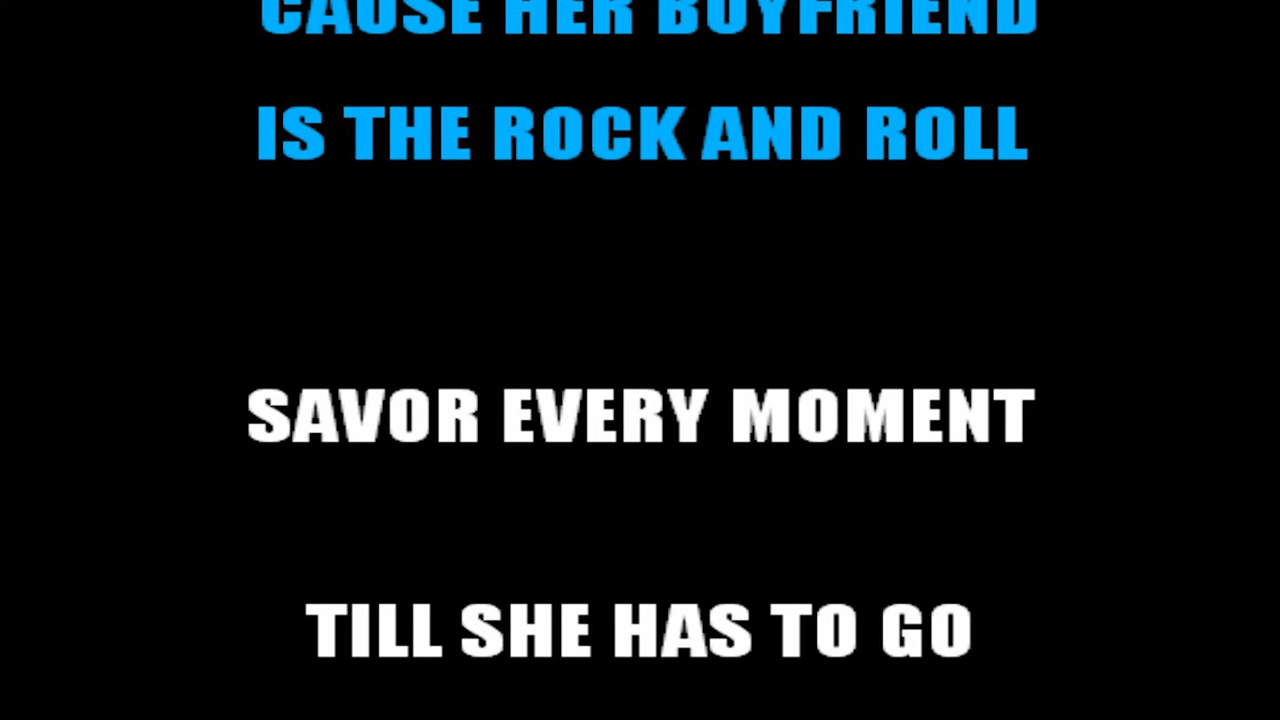 CAUSE HER BOYFRIEND
IS THE ROCK AND ROLL
SAVOR EVERY MOMENT
TILL SHE HAS TO GO